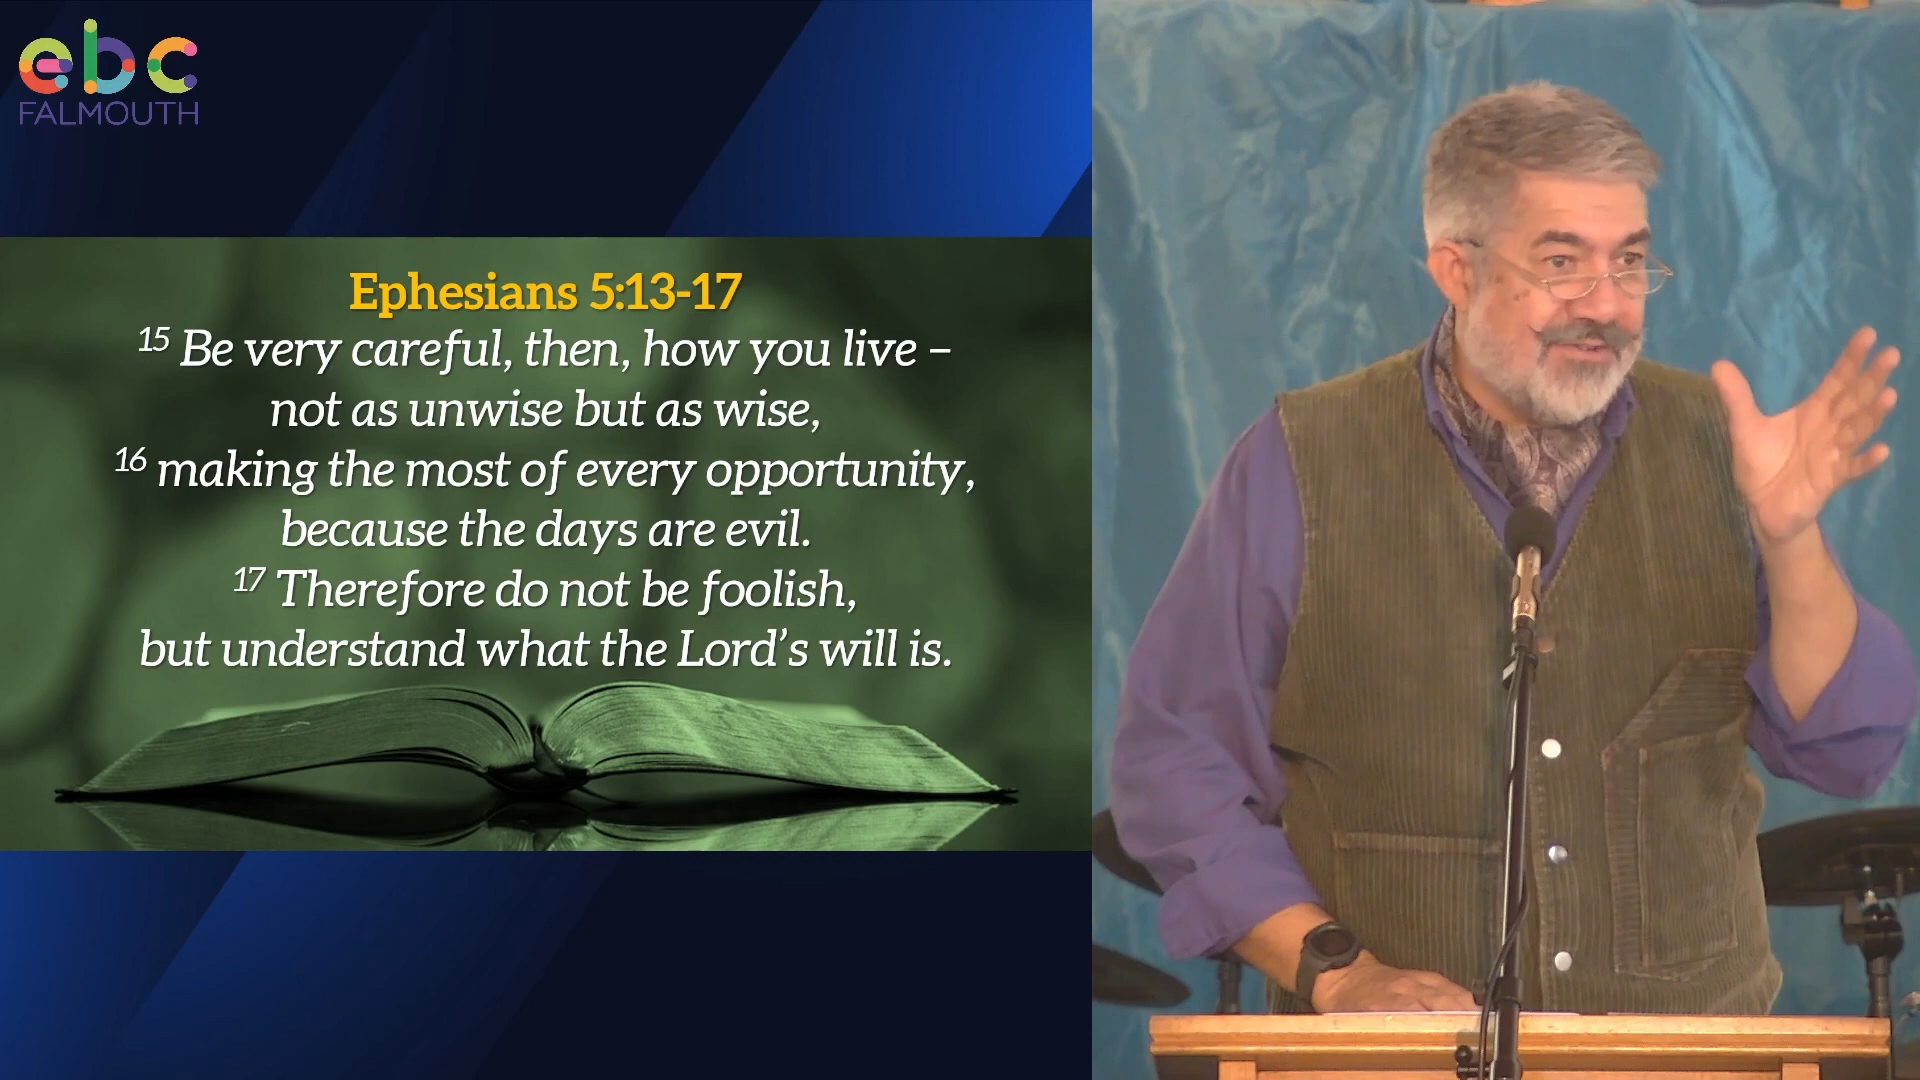 ebc
FALMOUTH
Ephesians 5:13-17
15 Be very careful, then, how you live –
not as unwise but as wise,
16 making the most of every opportunity,
because the days are evil.
17 Therefore do not be foolish,
but understand what the Lord’s will is.